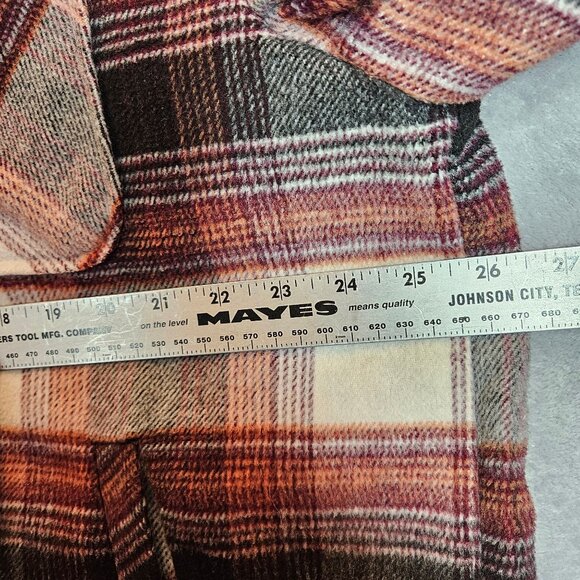 8 19 20 21 22 23 24 25 26 27
ERS TOOL MFG. COMPANY on the level MAYES means quality JOHNSON CITY, TE
460 470 480 490 500 510 520 530 540 550 560 570 580 590 600 610 620 630 640 650 660 670 680